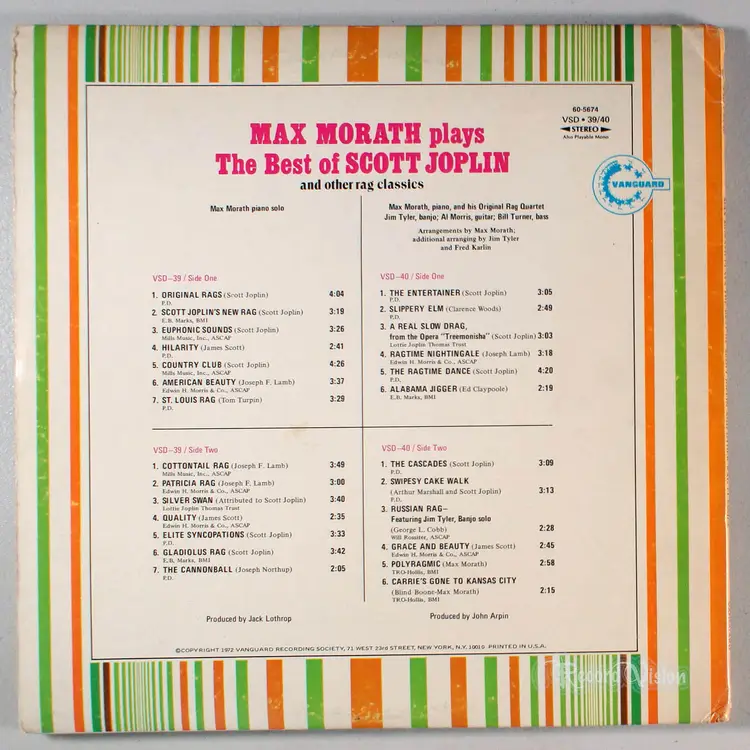 60-5674
VSD • 39/40
STEREO
Also Playable Mono
MAX MORATH plays
The Best of SCOTT JOPLIN
and other rag classics
VANGUARD
Max Morath piano solo
VSD-39 / Side One
1. ORIGINAL RAGS (Scott Joplin) 4:04
P.D.
2. SCOTT JOPLIN'S NEW RAG (Scott Joplin) 3:19
E.B. Marks, BMI
3. EUPHONIC SOUNDS (Scott Joplin) 3:26
Mills Music, Inc., ASCAP
4. HILARITY (James Scott) 2:41
P.D.
5. COUNTRY CLUB (Scott Joplin) 4:26
Mills Music, Inc., ASCAP
6. AMERICAN BEAUTY (Joseph F. Lamb) 3:37
Edwin H. Morris & Co., ASCAP
7. ST. LOUIS RAG (Tom Turpin) 3:29
P.D.
Max Morath, piano, and his Original Rag Quartet
Jim Tyler, banjo; Al Morris, guitar; Bill Turner, bass
Arrangements by Max Morath;
additional arranging by Jim Tyler
and Fred Karlin
VSD-40 / Side One
1. THE ENTERTAINER (Scott Joplin) 3:05
P.D.
2. SLIPPERY ELM (Clarence Woods) 2:49
P.D.
3. A REAL SLOW DRAG,
from the Opera "Treemonisha" (Scott Joplin) 3:03
Lottie Joplin Thomas Trust
4. RAGTIME NIGHTINGALE (Joseph Lamb) 3:18
Edwin H. Morris & Co., ASCAP
5. THE RAGTIME DANCE (Scott Joplin) 4:20
P.D.
6. ALABAMA JIGGER (Ed Claypoole) 2:19
E.B. Marks, BMI
VSD-39 / Side Two
1. COTTONTAIL RAG (Joseph F. Lamb) 3:49
Mills Music, Inc., ASCAP
2. PATRICIA RAG (Joseph F. Lamb) 3:00
Edwin H. Morris & Co., ASCAP
3. SILVER SWAN (Attributed to Scott Joplin) 3:40
Lottie Joplin Thomas Trust
4. QUALITY (James Scott) 2:35
Edwin H. Morris & Co., ASCAP
5. ELITE SYNCOPATIONS (Scott Joplin) 3:33
P.D.
6. GLADIOLUS RAG (Scott Joplin) 3:42
E.B. Marks, BMI
7. THE CANNONBALL (Joseph Northup) 2:05
P.D.
Produced by Jack Lothrop
VSD-40 / Side Two
1. THE CASCADES (Scott Joplin) 3:09
P.D.
2. SWIPESY CAKE WALK
(Arthur Marshall and Scott Joplin) 3:13
P.D.
3. RUSSIAN RAG–
Featuring Jim Tyler, Banjo solo
(George L. Cobb) 2:28
Will Rossiter, ASCAP
4. GRACE AND BEAUTY (James Scott) 2:45
Edwin H. Morris & Co., ASCAP
5. POLYRAGMIC (Max Morath) 2:58
TRO-Hollis, BMI
6. CARRIE'S GONE TO KANSAS CITY
(Blind Boone-Max Morath) 2:15
TRO-Hollis, BMI
Produced by John Arpin
©COPYRIGHT 1972 VANGUARD RECORDING SOCIETY, 71 WEST 23rd STREET, NEW YORK, N.Y. 10010 PRINTED IN U.S.A.
Record Vision